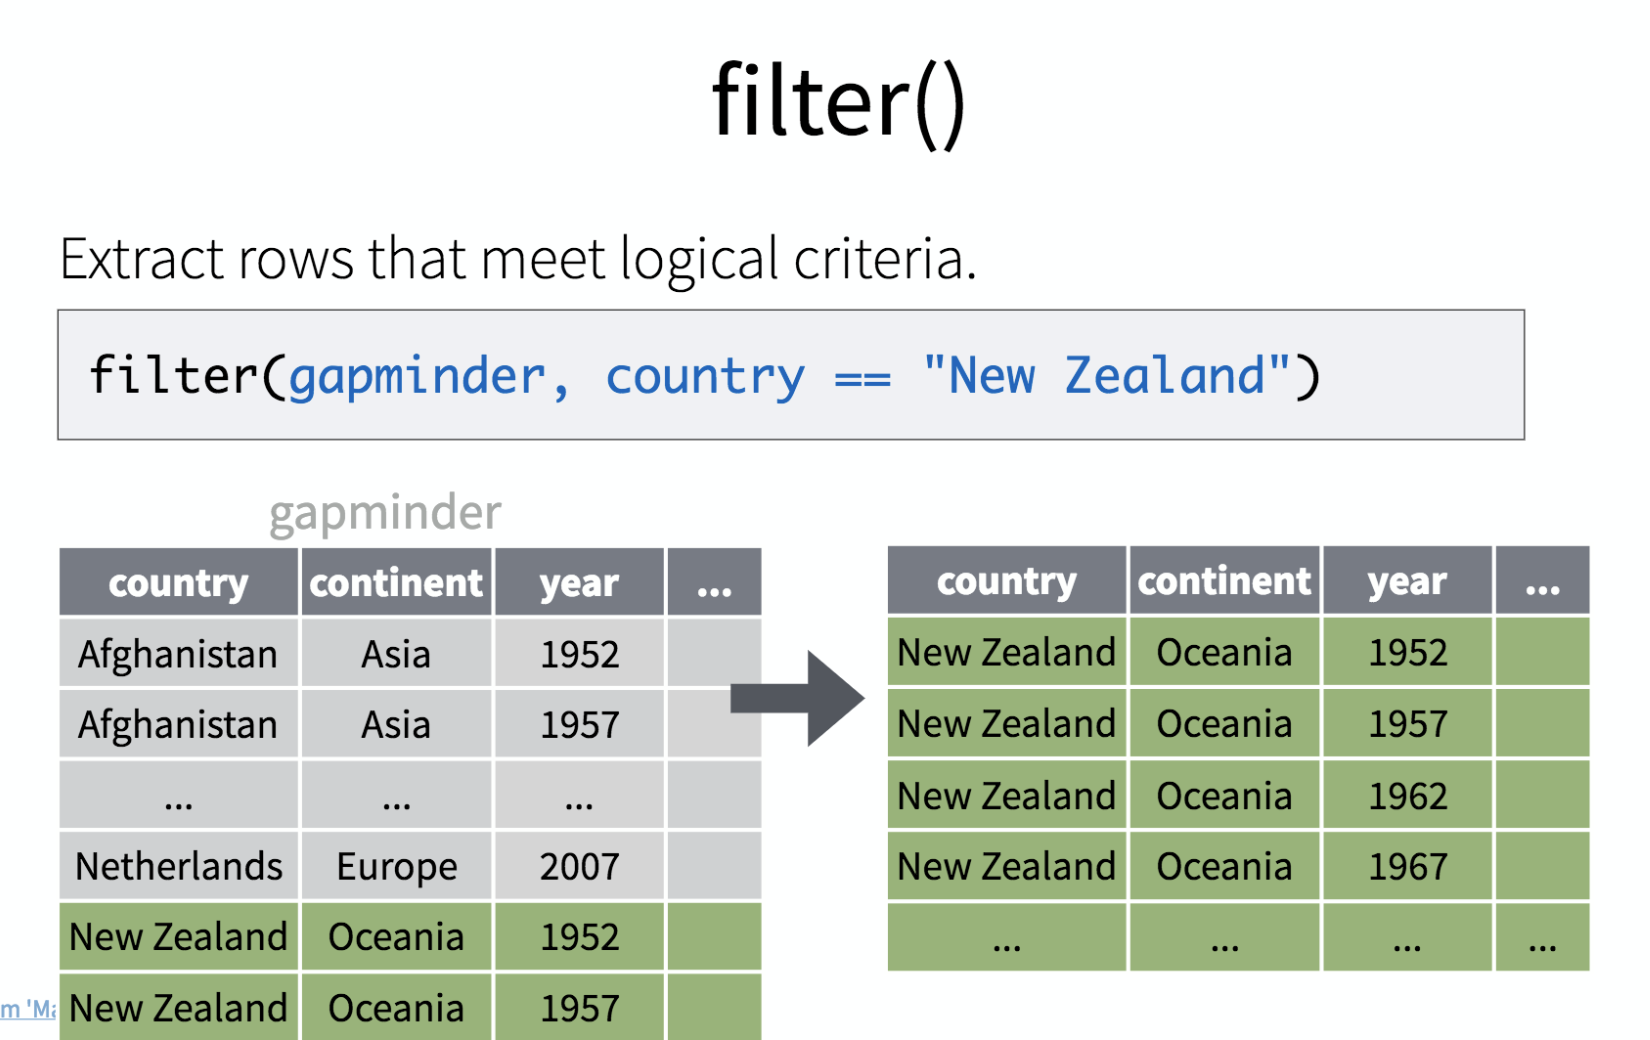 filter()
Extract rows that meet logical criteria.
filter(gapminder, country == "New Zealand")
gapminder
country continent year ...
Afghanistan Asia 1952
Afghanistan Asia 1957
... ... ...
Netherlands Europe 2007
New Zealand Oceania 1952
New Zealand Oceania 1957
country continent year ...
New Zealand Oceania 1952
New Zealand Oceania 1957
New Zealand Oceania 1962
New Zealand Oceania 1967
... ... ... ...